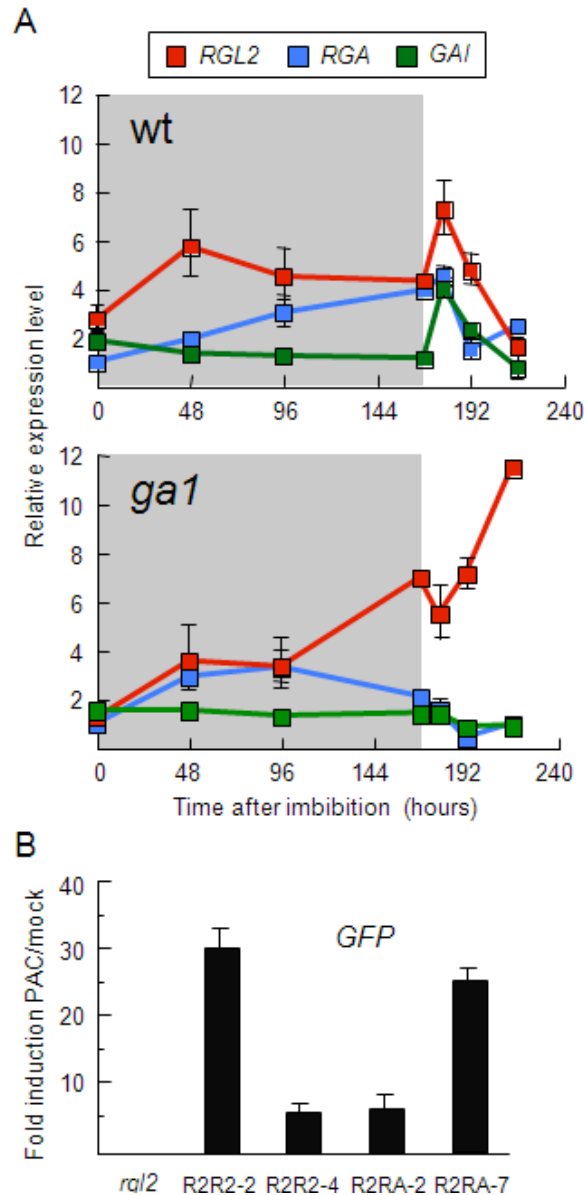 A
RGL2 RGA GAI
12
wt
10
8
6
4
2
0 48 96 144 192 240
Relative expression level
12
ga1
10
8
6
4
2
0 48 96 144 192 240
Time after imbibition (hours)
B
40
GFP
30
20
10
Fold induction PAC/mock
rgl2 R2R2-2 R2R2-4 R2RA-2 R2RA-7